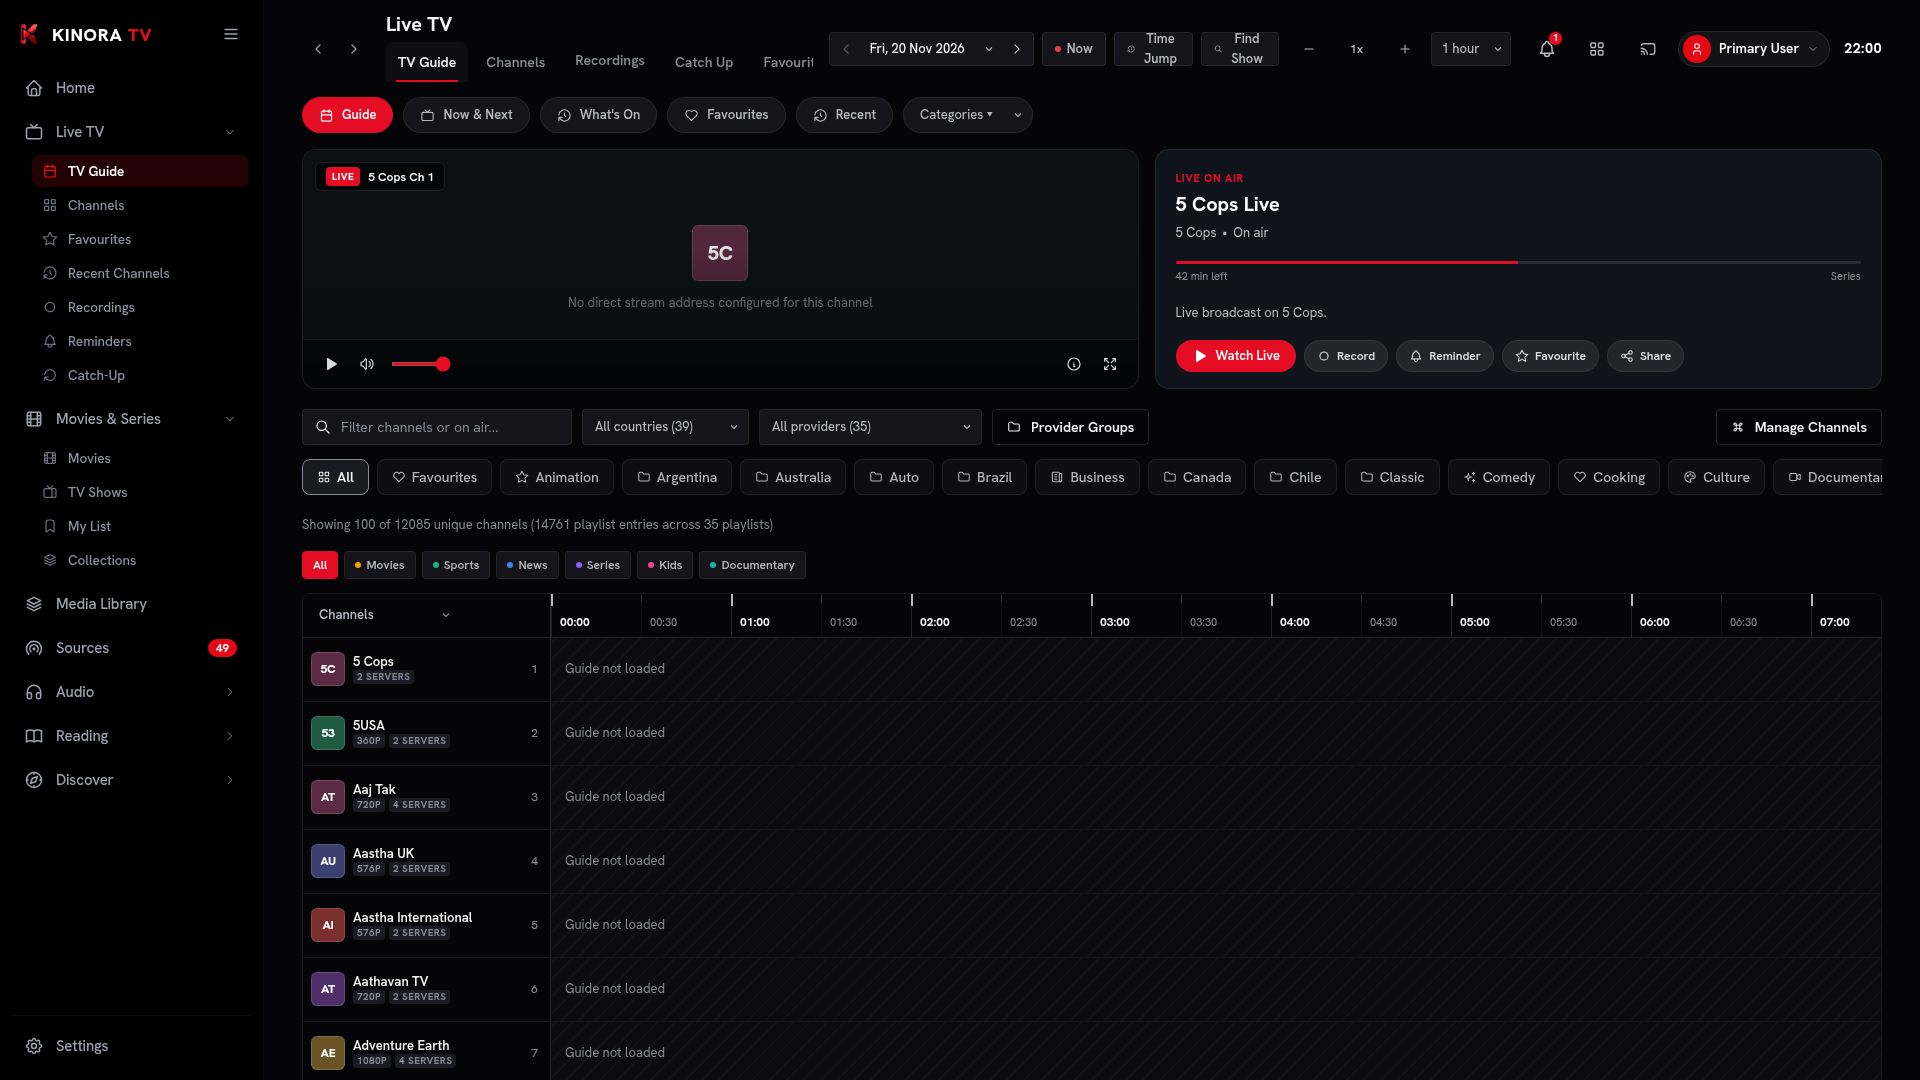 KINORA TV
Home
Live TV
TV Guide
Channels
Favourites
Recent Channels
Recordings
Reminders
Catch-Up
Movies & Series
Movies
TV Shows
My List
Collections
Media Library
Sources 49
Audio
Reading
Discover
Settings
Live TV
TV Guide Channels Recordings Catch Up Favourit
Fri, 20 Nov 2026
Now
Time Jump
Find Show
1x
1 hour
1
Primary User
22:00
Guide Now & Next What's On Favourites Recent Categories
LIVE 5 Cops Ch 1
5C
No direct stream address configured for this channel
LIVE ON AIR
5 Cops Live
5 Cops • On air
42 min left Series
Live broadcast on 5 Cops.
Watch Live Record Reminder Favourite Share
Filter channels or on air...
All countries (39)
All providers (35)
Provider Groups
Manage Channels
All Favourites Animation Argentina Australia Auto Brazil Business Canada Chile Classic Comedy Cooking Culture Documentar
Showing 100 of 12085 unique channels (14761 playlist entries across 35 playlists)
All Movies Sports News Series Kids Documentary
Channels 00:00 00:30 01:00 01:30 02:00 02:30 03:00 03:30 04:00 04:30 05:00 05:30 06:00 06:30 07:00
5C 5 Cops 1
2 SERVERS
Guide not loaded
53 5USA 2
360P 2 SERVERS
Guide not loaded
AT Aaj Tak 3
720P 4 SERVERS
Guide not loaded
AU Aastha UK 4
576P 2 SERVERS
Guide not loaded
AI Aastha International 5
576P 2 SERVERS
Guide not loaded
AT Aathavan TV 6
720P 2 SERVERS
Guide not loaded
AE Adventure Earth 7
1080P 4 SERVERS
Guide not loaded